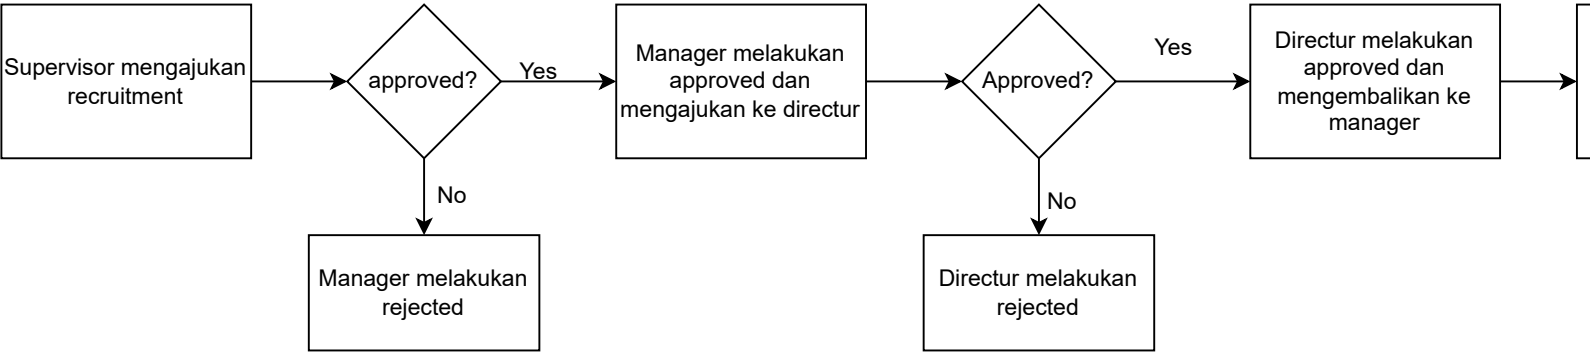 Supervisor mengajukan
recruitment
approved?
Yes
Manager melakukan
approved dan
mengajukan ke directur
Approved?
Yes
Directur melakukan
approved dan
mengembalikan ke
manager
No
Manager melakukan
rejected
No
Directur melakukan
rejected